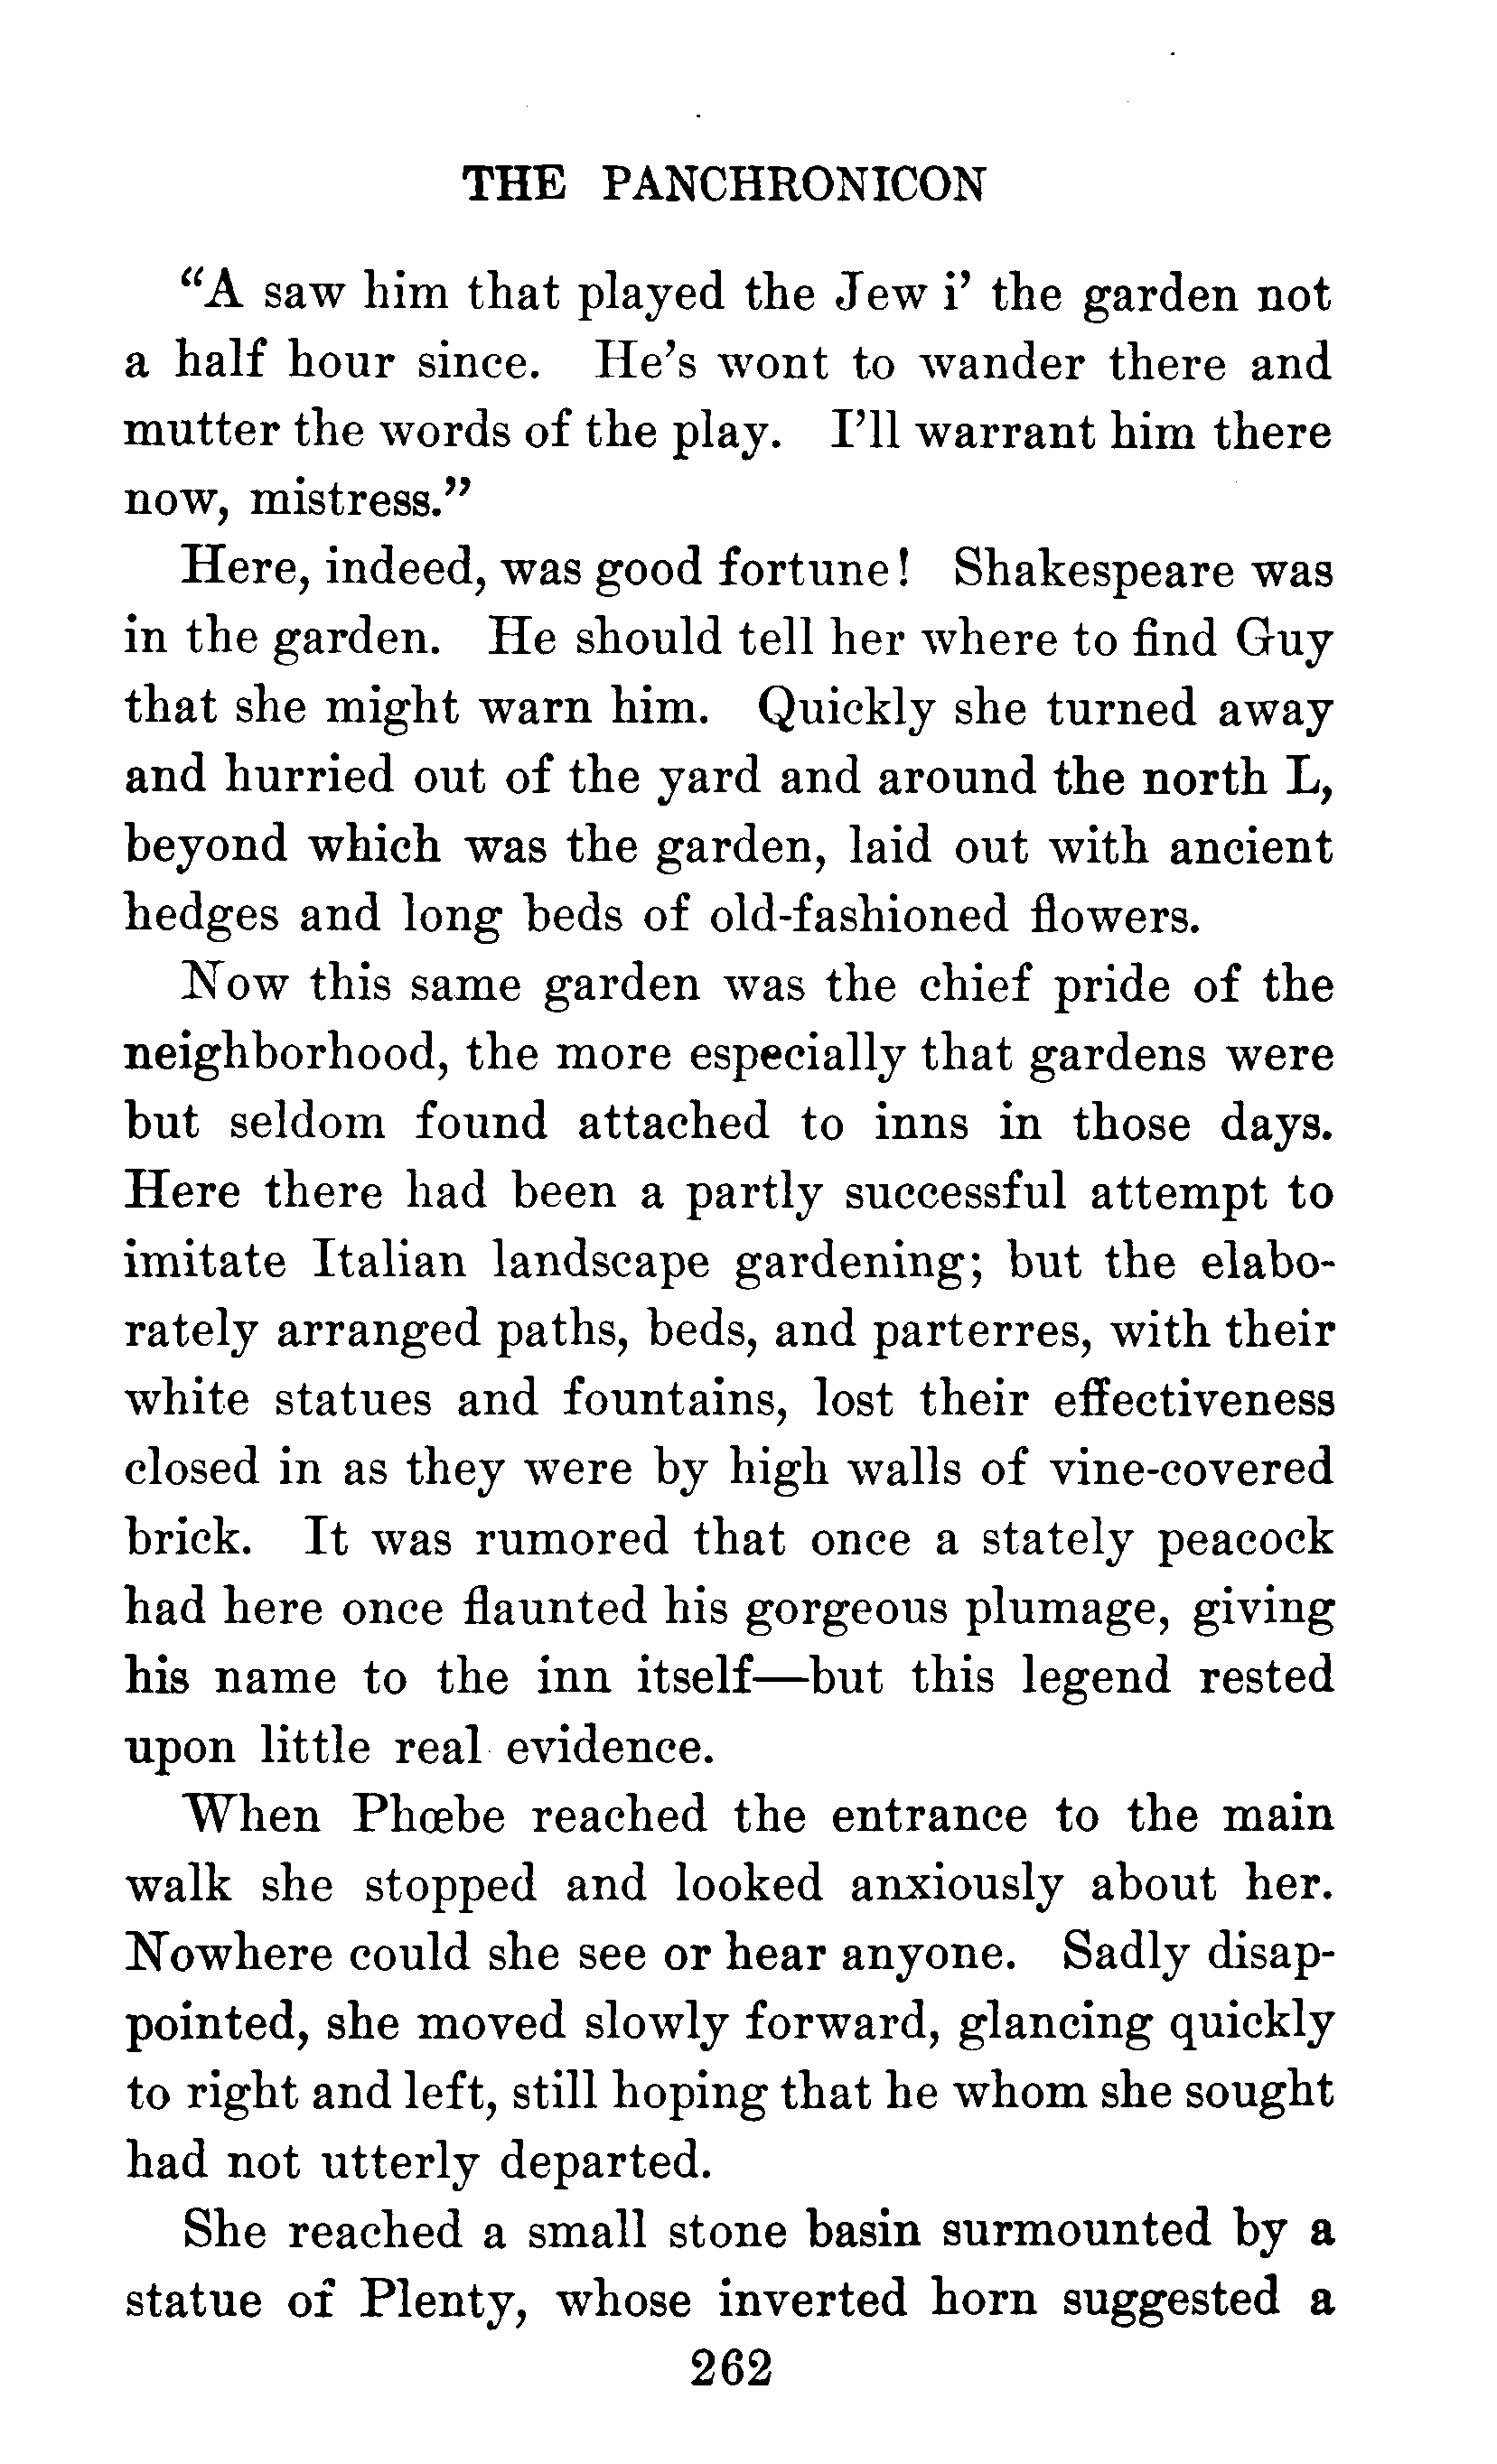 THE PANCHRONICON
"A saw him that played the Jew i' the garden not
a half hour since. He's wont to wander there and
mutter the words of the play. I'll warrant him there
now, mistress."
Here, indeed, was good fortune! Shakespeare was
in the garden. He should tell her where to find Guy
that she might warn him. Quickly she turned away
and hurried out of the yard and around the north L,
beyond which was the garden, laid out with ancient
hedges and long beds of old-fashioned flowers.
Now this same garden was the chief pride of the
neighborhood, the more especially that gardens were
but seldom found attached to inns in those days.
Here there had been a partly successful attempt to
imitate Italian landscape gardening; but the elabo-
rately arranged paths, beds, and parterres, with their
white statues and fountains, lost their effectiveness
closed in as they were by high walls of vine-covered
brick. It was rumored that once a stately peacock
had here once flaunted his gorgeous plumage, giving
his name to the inn itself—but this legend rested
upon little real evidence.
When Phœbe reached the entrance to the main
walk she stopped and looked anxiously about her.
Nowhere could she see or hear anyone. Sadly disap-
pointed, she moved slowly forward, glancing quickly
to right and left, still hoping that he whom she sought
had not utterly departed.
She reached a small stone basin surmounted by a
statue of Plenty, whose inverted horn suggested a
262